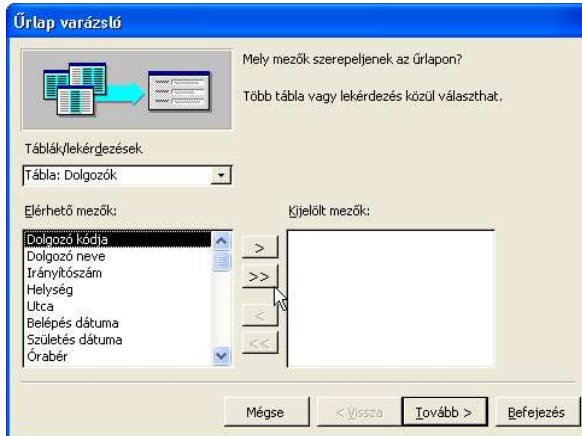 Űrlap varázsló
Mely mezők szerepeljenek az űrlapon?
Több tábla vagy lekérdezés közül választhat.
Táblák/lekérdezések
Tábla: Dolgozók
Elérhető mezők:
Kijelölt mezők:
Dolgozó kódja
Dolgozó neve
Irányítószám
Helység
Utca
Belépés dátuma
Születés dátuma
Órabér
>
>>
<
<<
Mégse
< Vissza
Tovább >
Befejezés